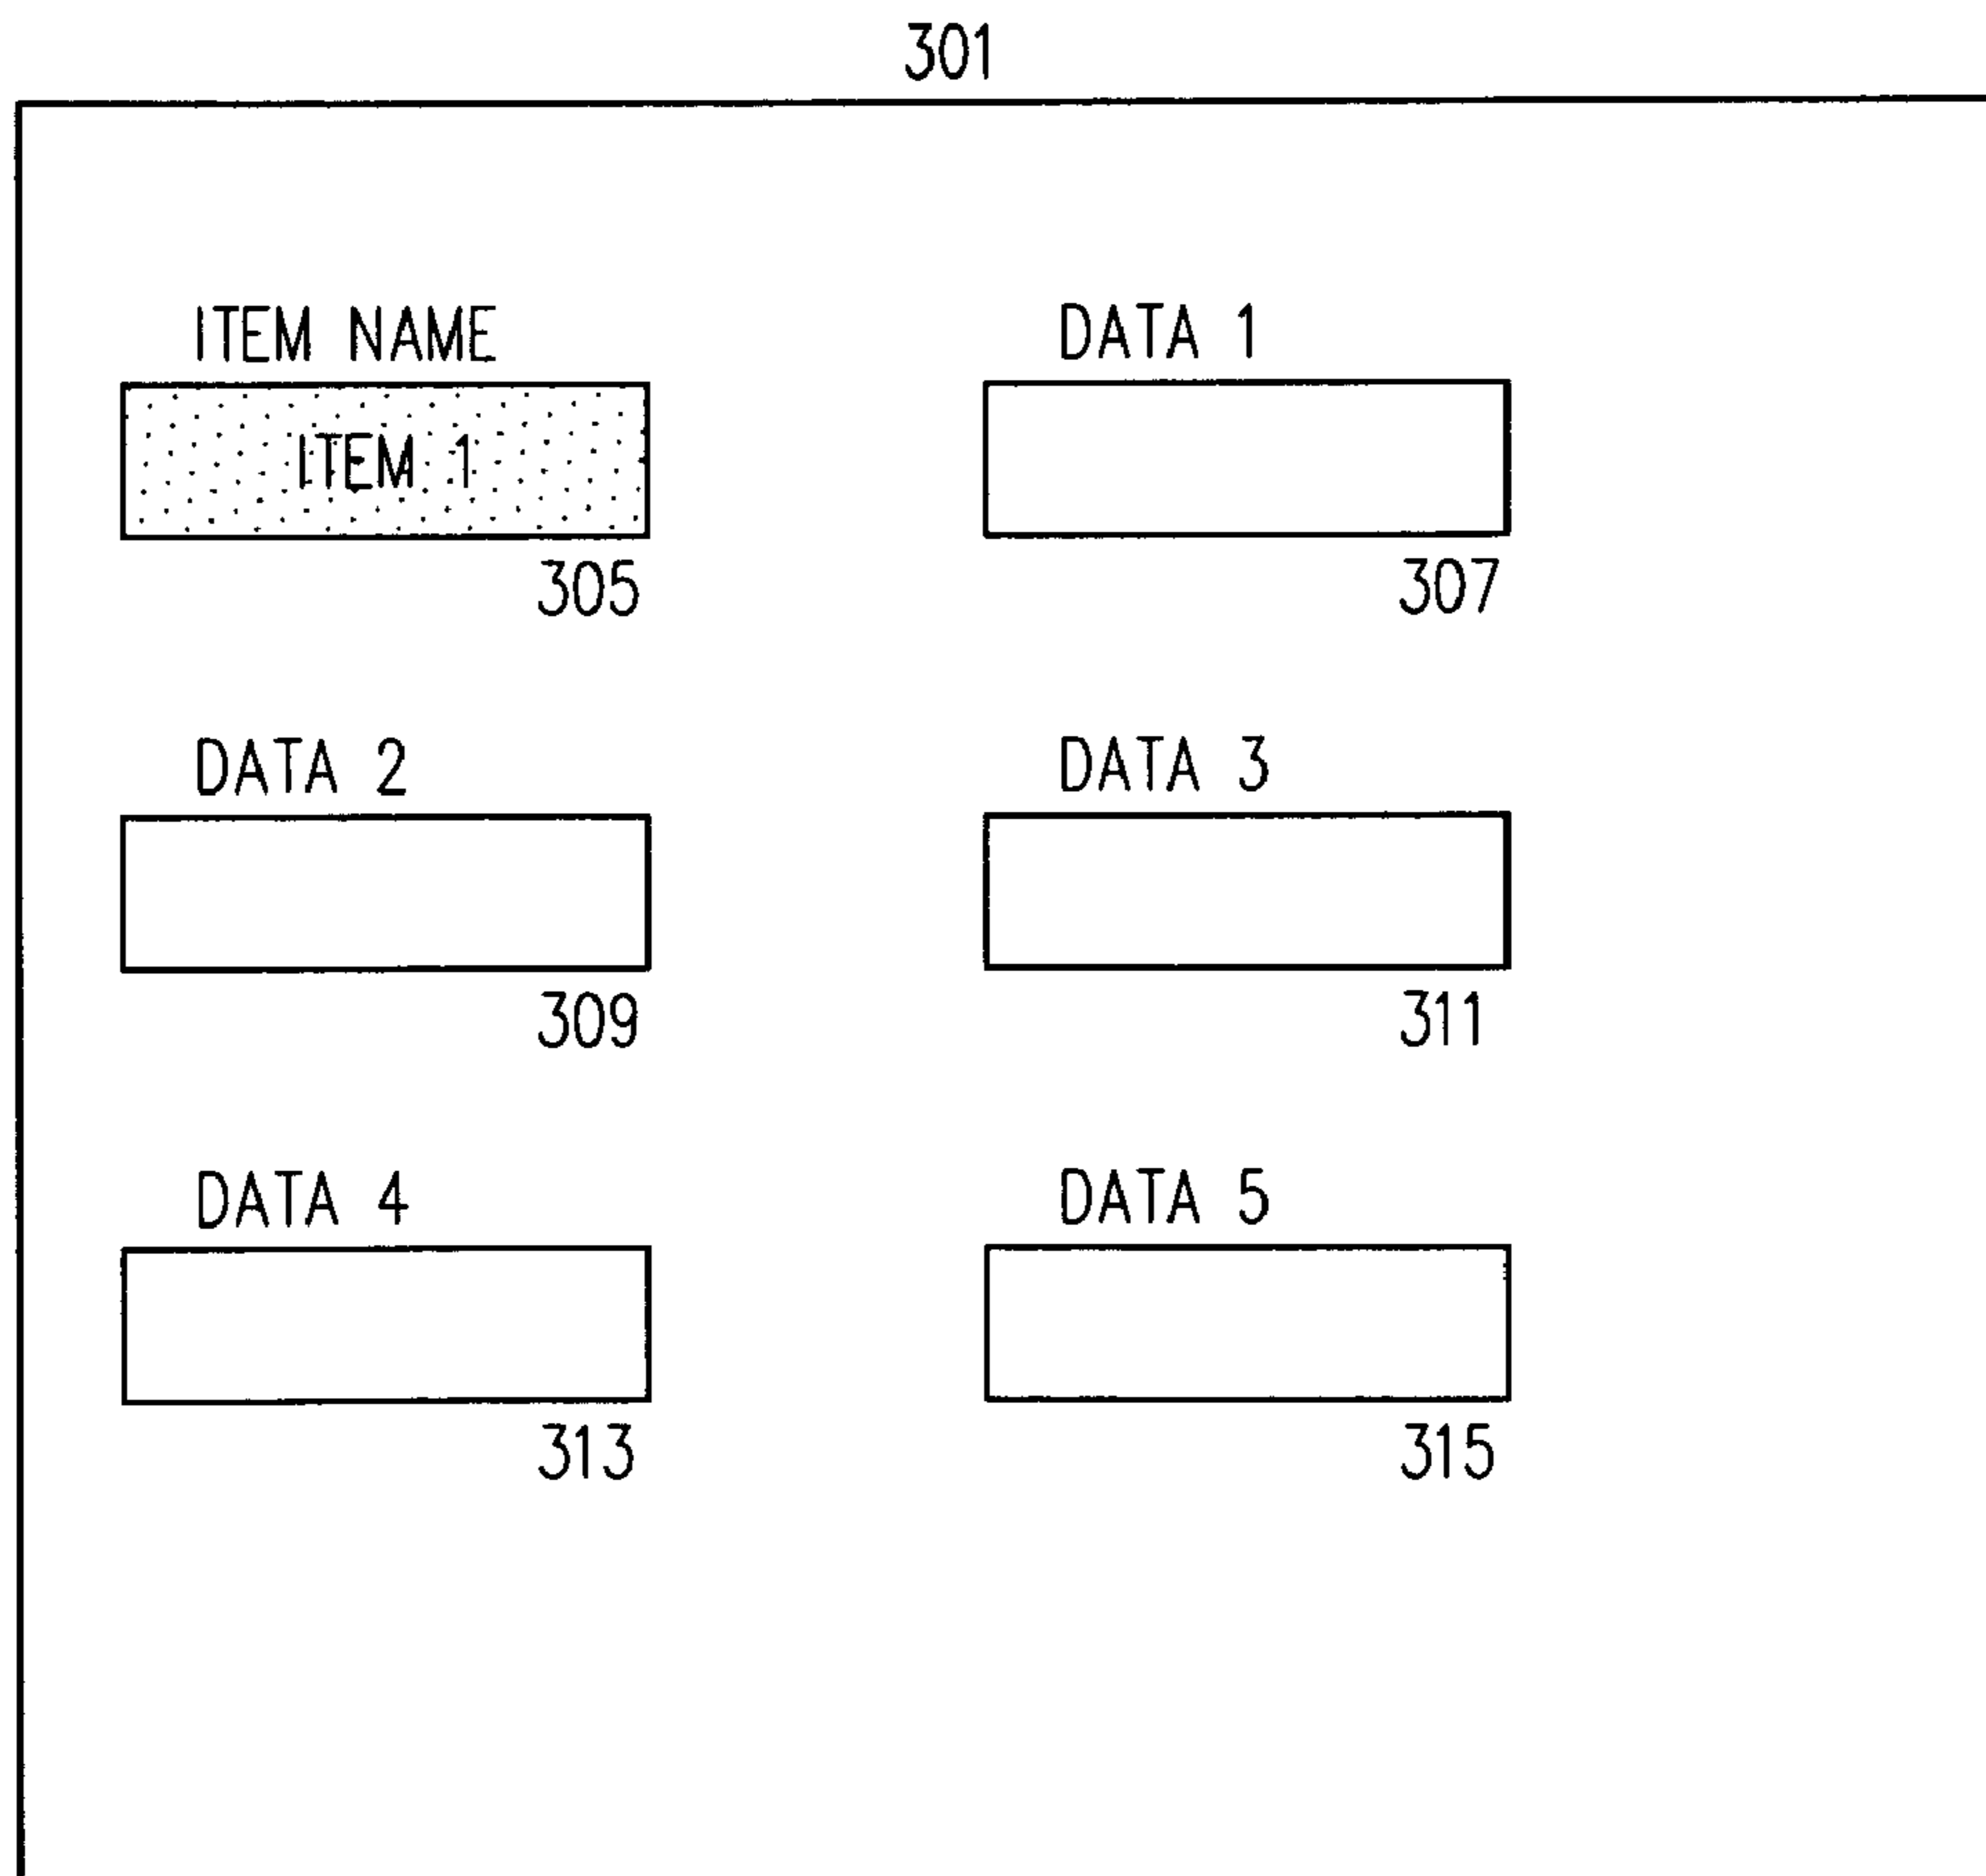 301
ITEM NAME DATA 1
ITEM 1
305 307
DATA 2 DATA 3
309 311
DATA 4 DATA 5
313 315